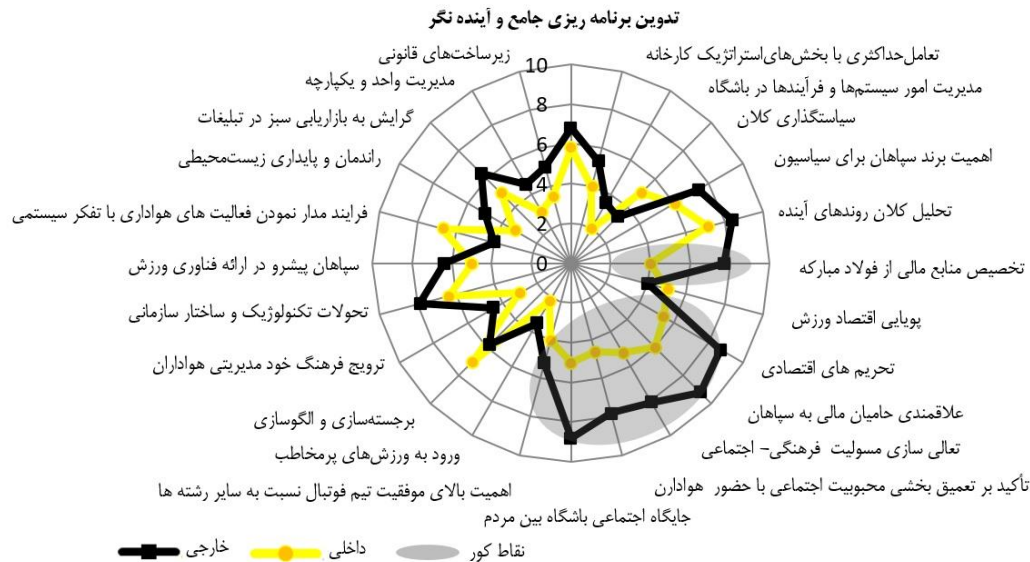 تدوین برنامه ریزی جامع و آینده نگر
تعامل‌حداکثری با بخش‌های‌استراتژیک کارخانه
مدیریت امور سیستم‌ها و فرآیندها در باشگاه
سیاستگذاری کلان
اهمیت برند سپاهان برای سیاسیون
تحلیل کلان روندهای آینده
تخصیص منابع مالی از فولاد مبارکه
پویایی اقتصاد ورزش
تحریم های اقتصادی
علاقمندی حامیان مالی به سپاهان
تعالی سازی مسولیت فرهنگی- اجتماعی
تأکید بر تعمیق بخشی محبوبیت اجتماعی با حضور هوادارن
جایگاه اجتماعی باشگاه بین مردم
اهمیت بالای موفقیت تیم فوتبال نسبت به سایر رشته ها
ورود به ورزش‌های پرمخاطب
برجسته‌سازی و الگوسازی
ترویج فرهنگ خود مدیریتی هواداران
تحولات تکنولوژیک و ساختار سازمانی
سپاهان پیشرو در ارائه فناوری ورزش
فرایند مدار نمودن فعالیت های هواداری با تفکر سیستمی
راندمان و پایداری زیست‌محیطی
گرایش به بازاریابی سبز در تبلیغات
مدیریت واحد و یکپارچه
زیرساخت‌های قانونی
10
8
6
4
2
0
نقاط کور
داخلی
خارجی